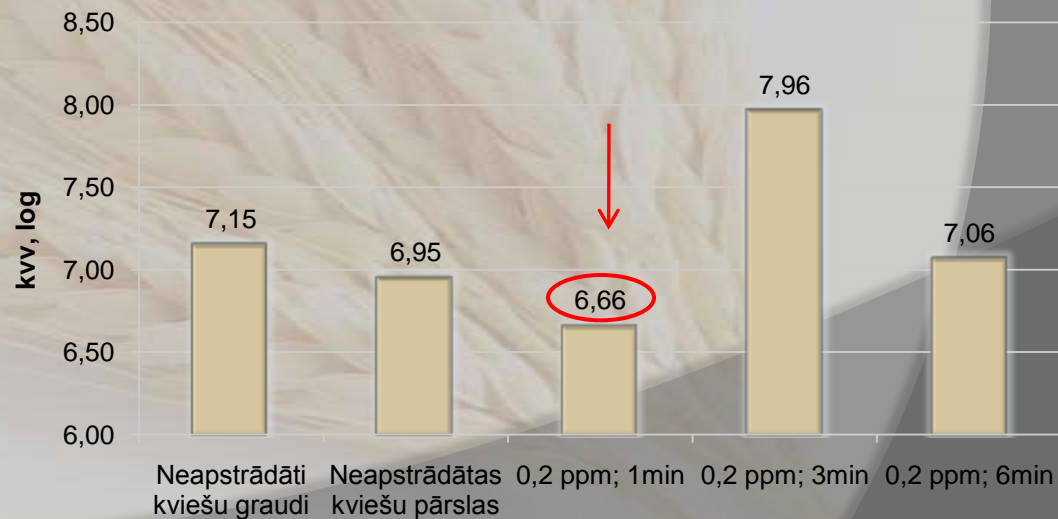 8,50
8,00
7,50
7,00
6,50
6,00
kvv, log
7,15
6,95
6,66
7,96
7,06
Neapstrādāti
kviešu graudi
Neapstrādātas
kviešu pārslas
0,2 ppm; 1min
0,2 ppm; 3min
0,2 ppm; 6min